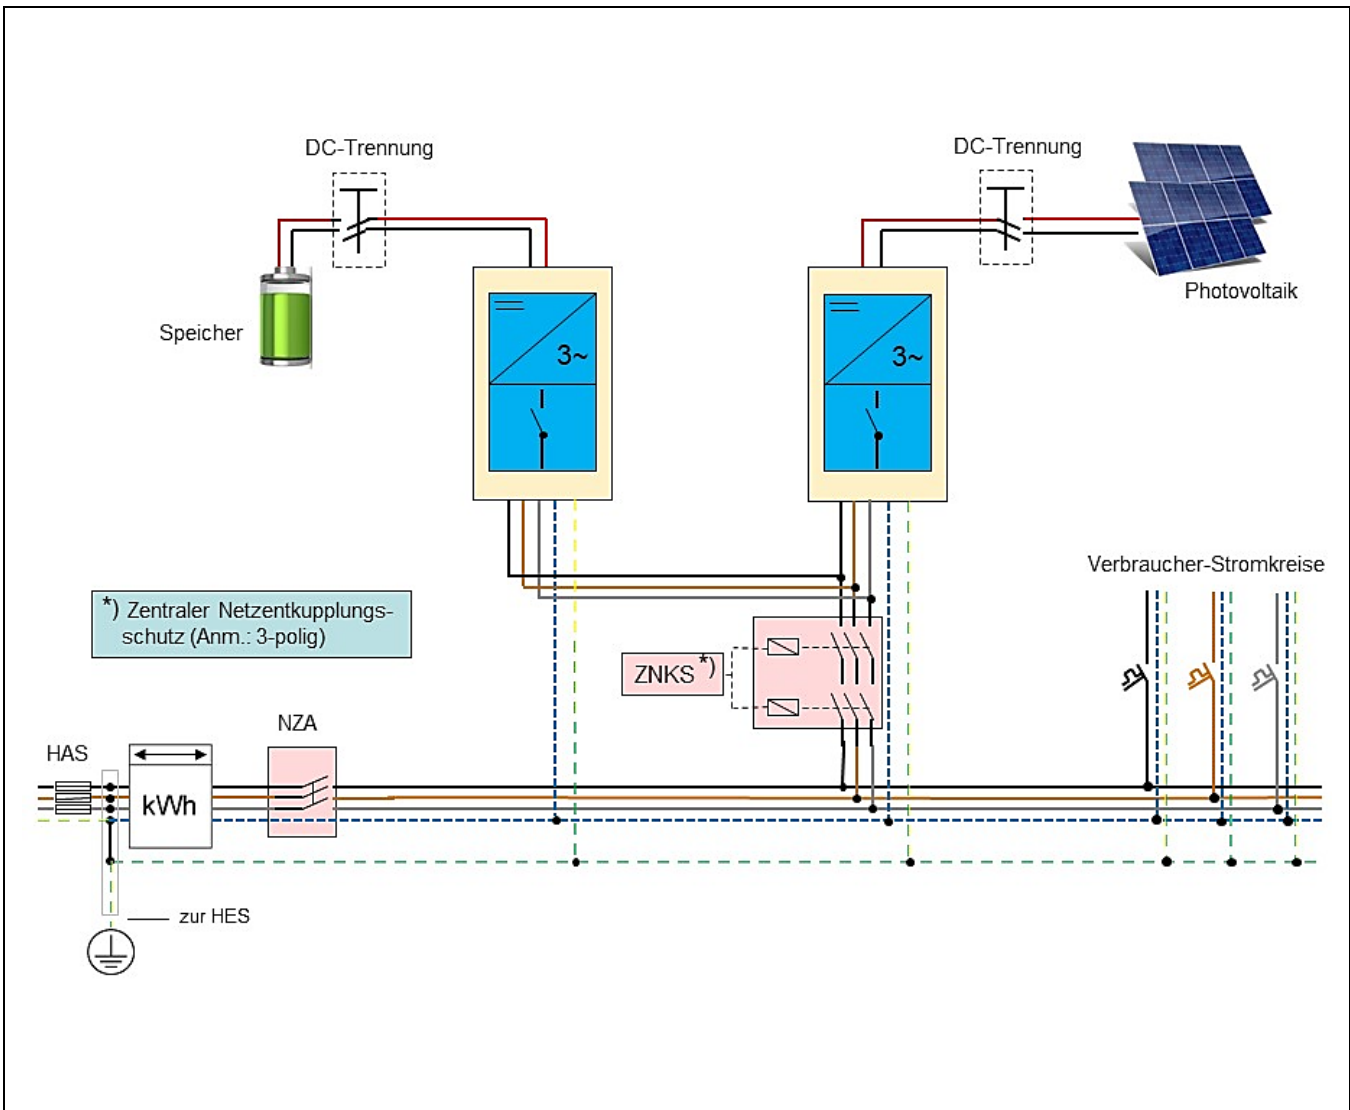 DC-Trennung
DC-Trennung
Photovoltaik
Speicher
3~
3~
Verbraucher-Stromkreise
*) Zentraler Netzentkupplungs-
schutz (Anm.: 3-polig)
ZNKS *)
NZA
HAS
kWh
zur HES